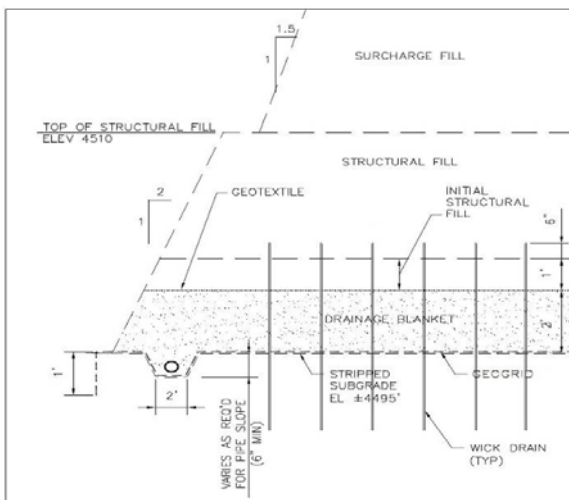 1.5
1
SURCHARGE FILL
TOP OF STRUCTURAL FILL
ELEV 4510
STRUCTURAL FILL
2
1
GEOTEXTILE
INITIAL
STRUCTURAL
FILL
6"
1'
2'
DRAINAGE BLANKET
1'
2'
STRIPPED
SUBGRADE
EL ±4495'
GEOGRID
VARIES AS REQ'D
FOR PIPE SLOPE
(6" MIN)
WICK DRAIN
(TYP)